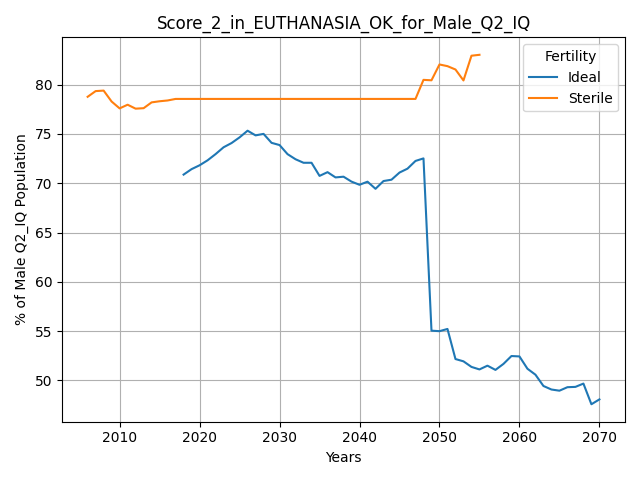 Score_2_in_EUTHANASIA_OK_for_Male_Q2_IQ
Fertility
Ideal
Sterile
% of Male Q2_IQ Population
80
75
70
65
60
55
50
2010 2020 2030 2040 2050 2060 2070
Years